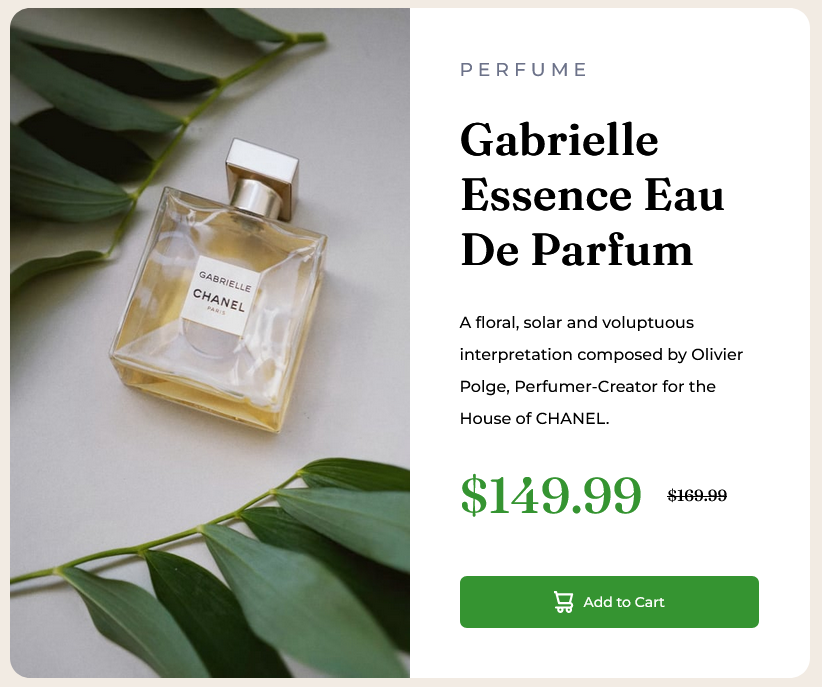 GABRIELLE
CHANEL
PARIS
PERFUME
Gabrielle
Essence Eau
De Parfum
A floral, solar and voluptuous
interpretation composed by Olivier
Polge, Perfumer-Creator for the
House of CHANEL.
$149.99 $169.99
Add to Cart